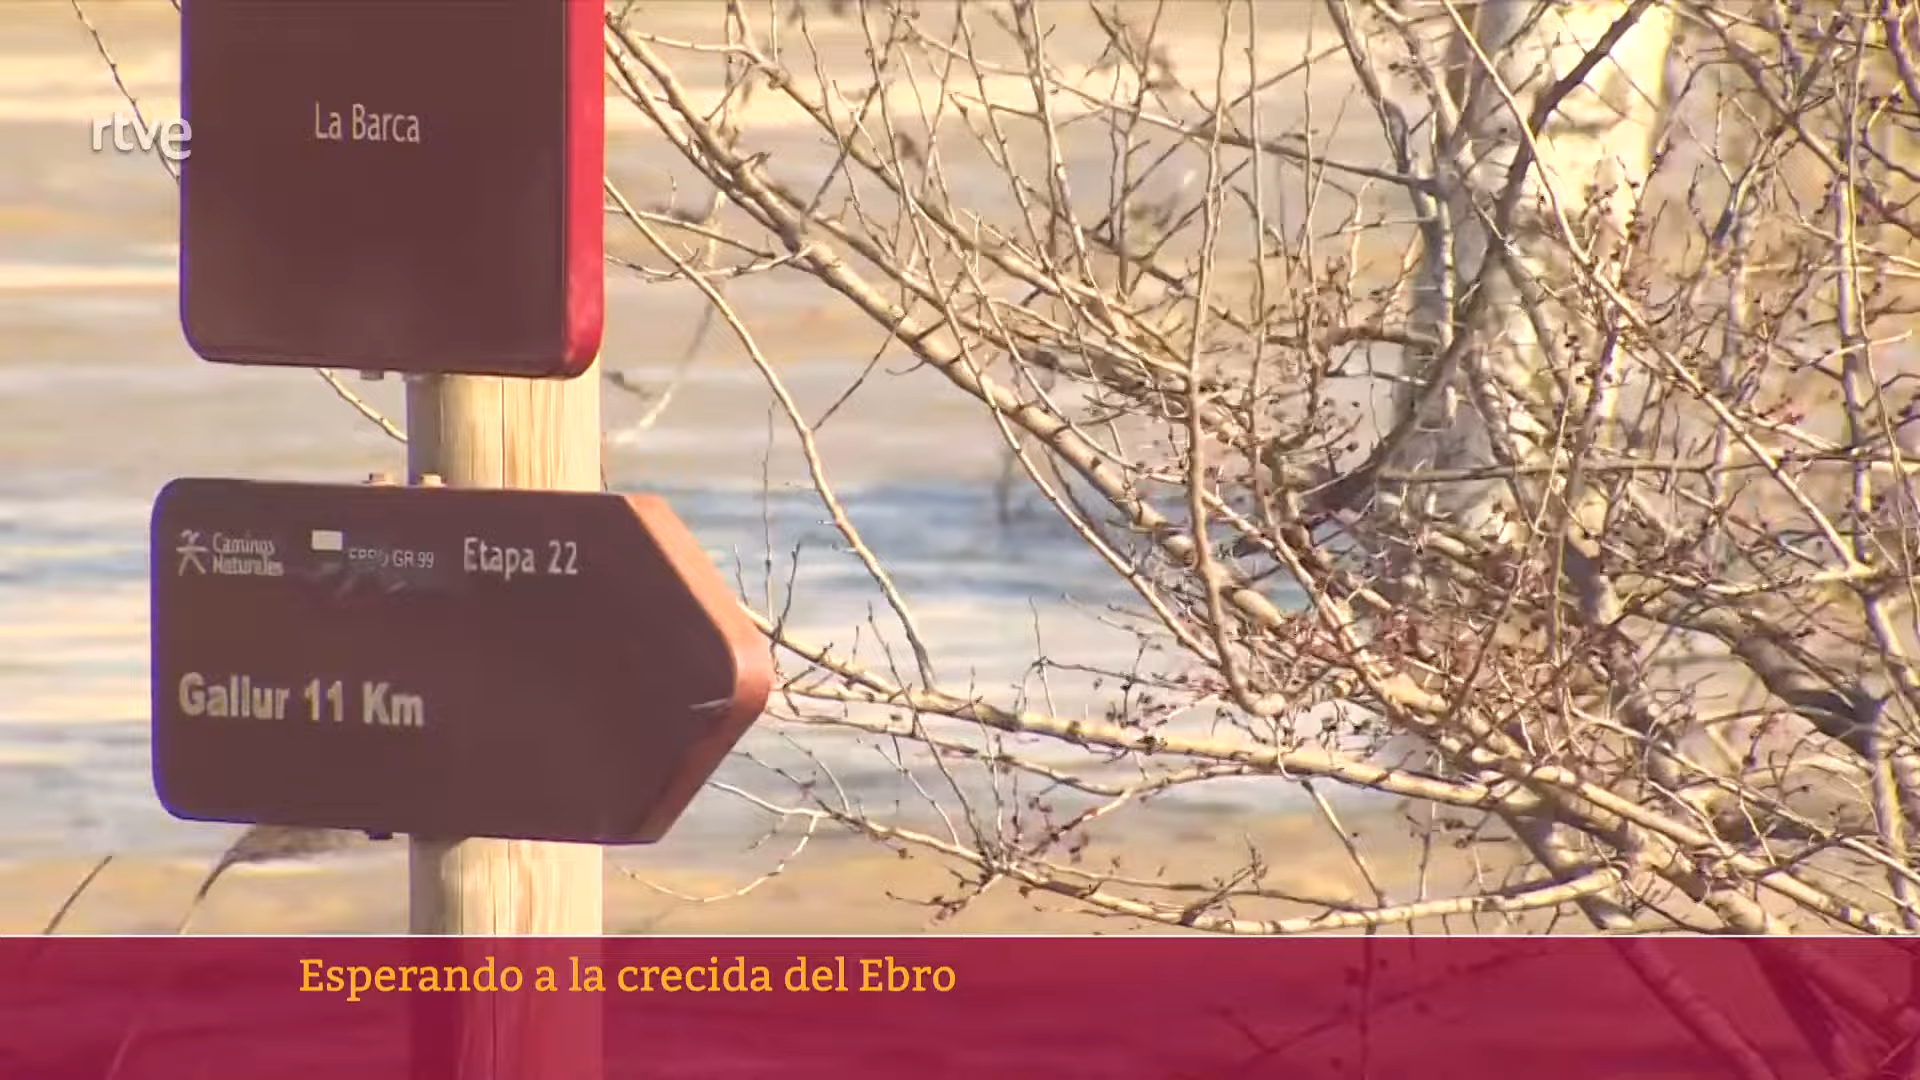 La Barca
rtve
Caminos
Naturales
GR 99
Etapa 22
Gallur 11 Km
Esperando a la crecida del Ebro